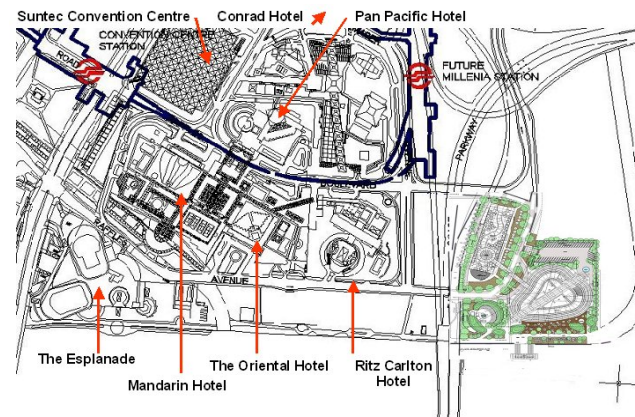 Suntec Convention Centre
Conrad Hotel
Pan Pacific Hotel
CONVENTION CENTRE
STATION
ROAD
FUTURE
MILLENIA STATION
PARKWAY
BOULEVARD
RAFFLES
AVENUE
The Esplanade
Mandarin Hotel
The Oriental Hotel
Ritz Carlton
Hotel